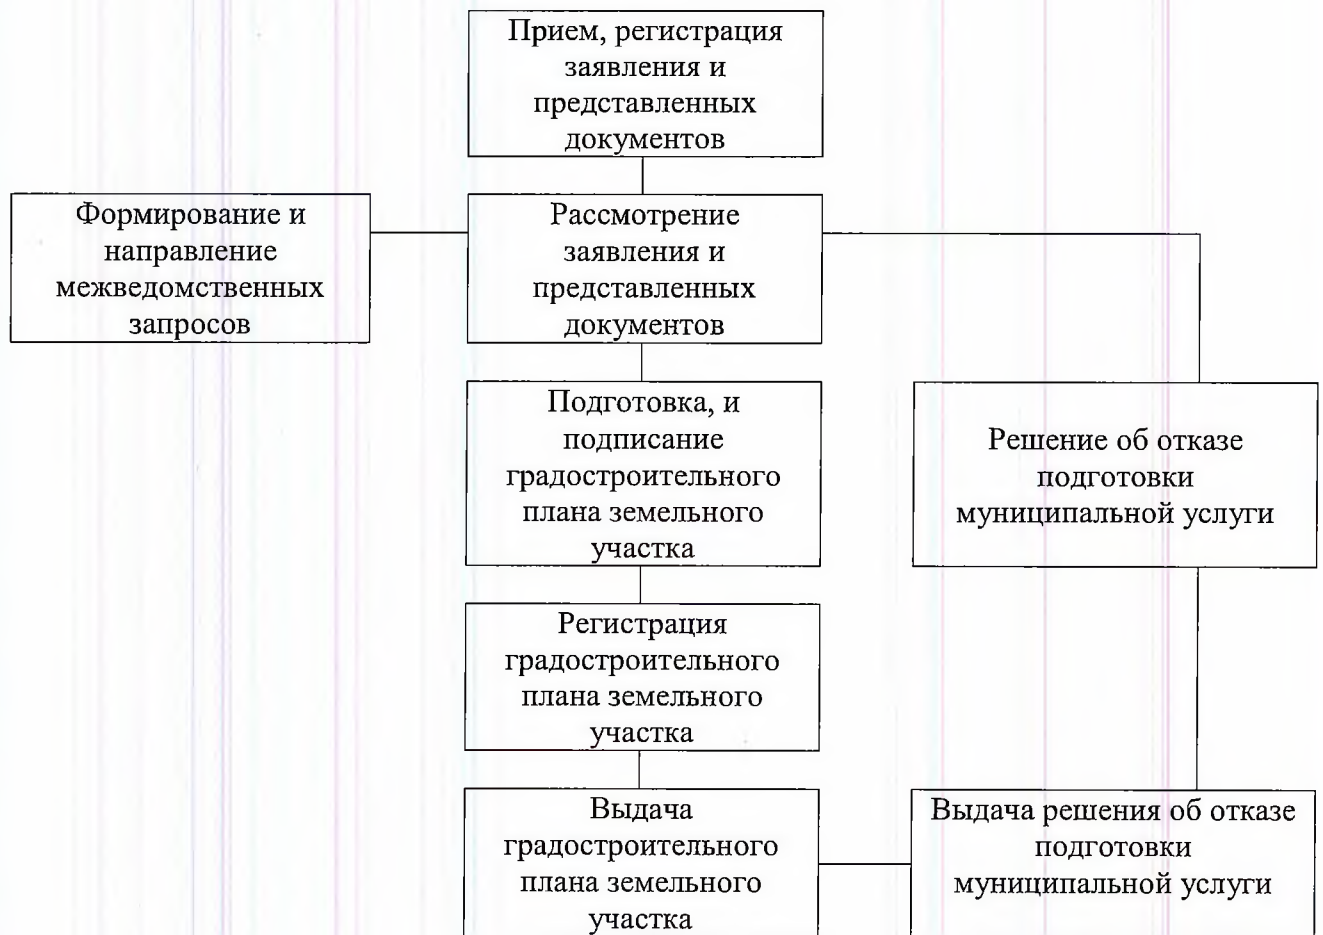 Прием, регистрация
заявления и
представленных
документов
Формирование и
направление
межведомственных
запросов
Рассмотрение
заявления и
представленных
документов
Подготовка, и
подписание
градостроительного
плана земельного
участка
Решение об отказе
подготовки
муниципальной услуги
Регистрация
градостроительного
плана земельного
участка
Выдача
градостроительного
плана земельного
участка
Выдача решения об отказе
подготовки
муниципальной услуги